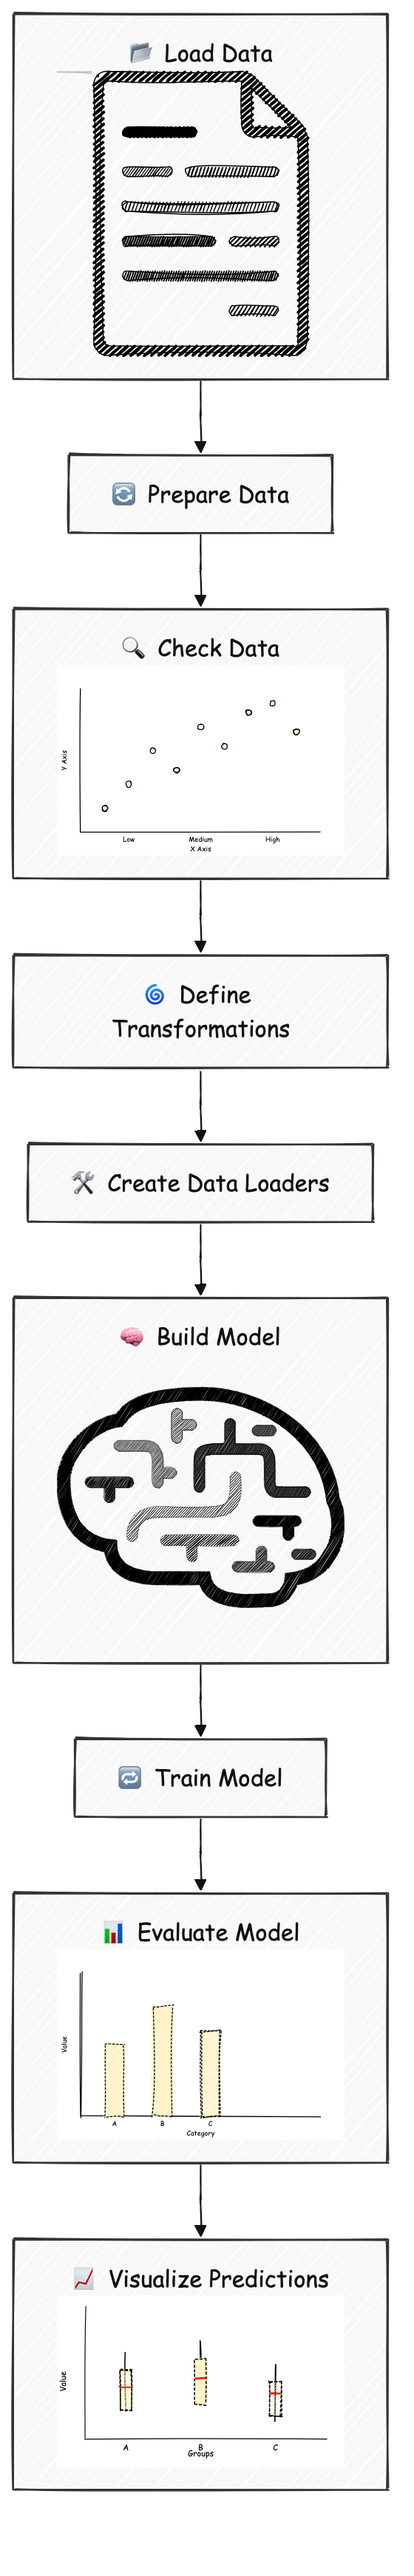 📂 Load Data
🔄 Prepare Data
🔍 Check Data
Y Axis
Low Medium High
X Axis
🌀 Define
Transformations
🛠️ Create Data Loaders
🧠 Build Model
🔁 Train Model
📊 Evaluate Model
Value
A B C
Category
📈 Visualize Predictions
Value
A B C
Groups